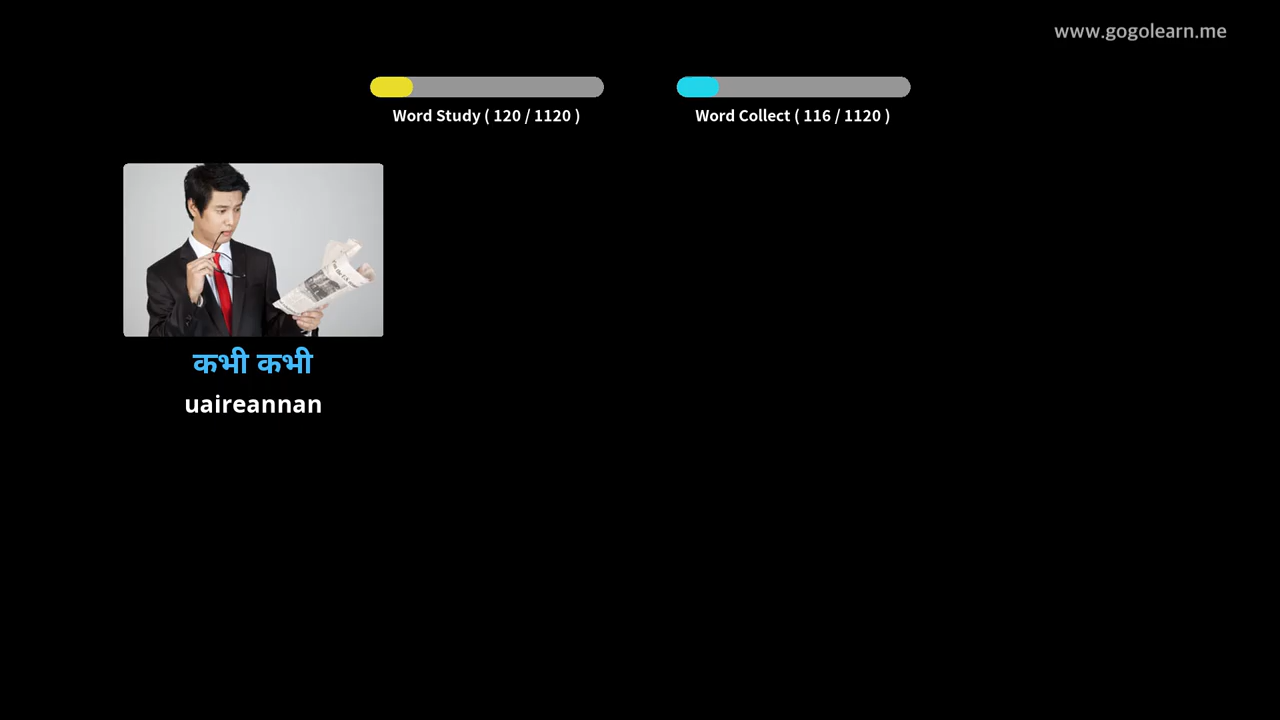 www.gogolearn.me
Word Study ( 120 / 1120 )
Word Collect ( 116 / 1120 )
कभी कभी
uaireannan